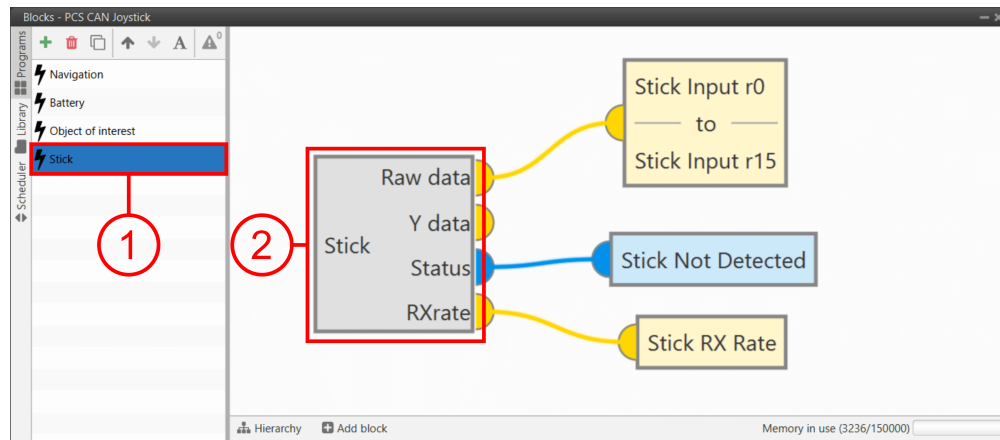 Blocks - PCS CAN Joystick
Programs
Library
Scheduler
A
0
Navigation
Battery
Object of interest
Stick
1
2
Stick
Raw data
Y data
Status
RXrate
Stick Input r0
to
Stick Input r15
Stick Not Detected
Stick RX Rate
Hierarchy
Add block
Memory in use (3236/150000)